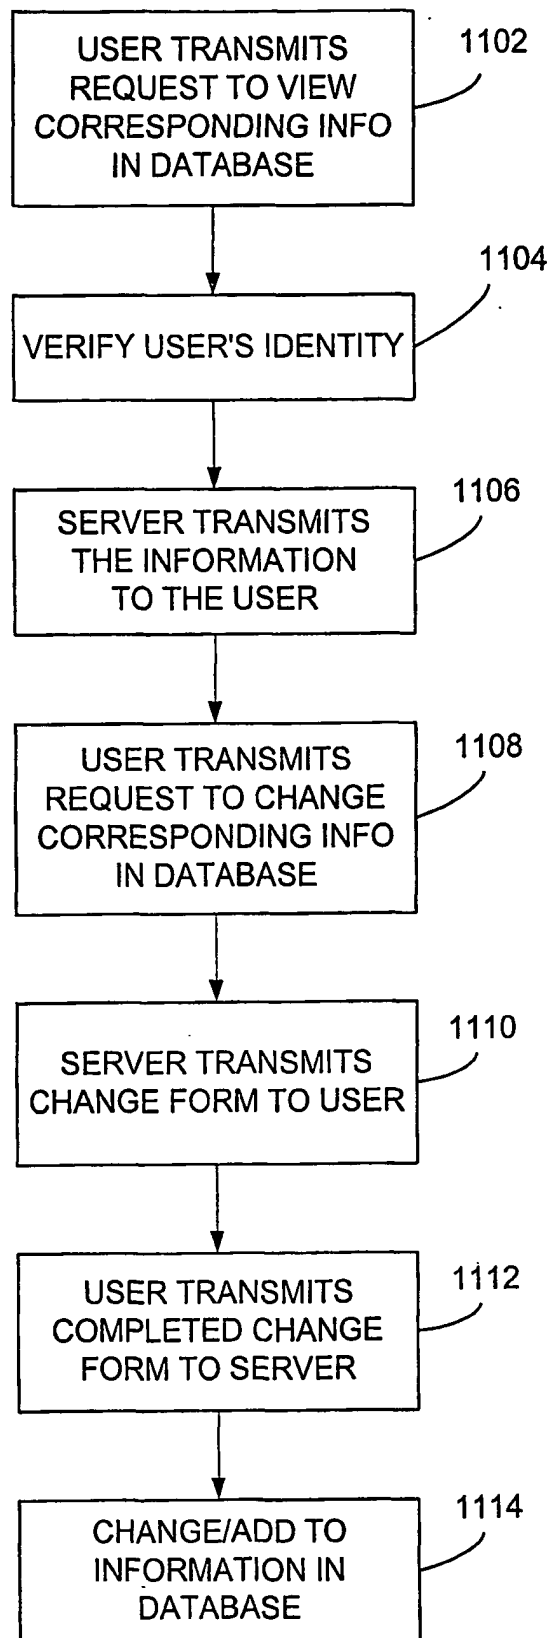 USER TRANSMITS
REQUEST TO VIEW
CORRESPONDING INFO
IN DATABASE
1102
VERIFY USER'S IDENTITY
1104
SERVER TRANSMITS
THE INFORMATION
TO THE USER
1106
USER TRANSMITS
REQUEST TO CHANGE
CORRESPONDING INFO
IN DATABASE
1108
SERVER TRANSMITS
CHANGE FORM TO USER
1110
USER TRANSMITS
COMPLETED CHANGE
FORM TO SERVER
1112
CHANGE/ADD TO
INFORMATION IN
DATABASE
1114